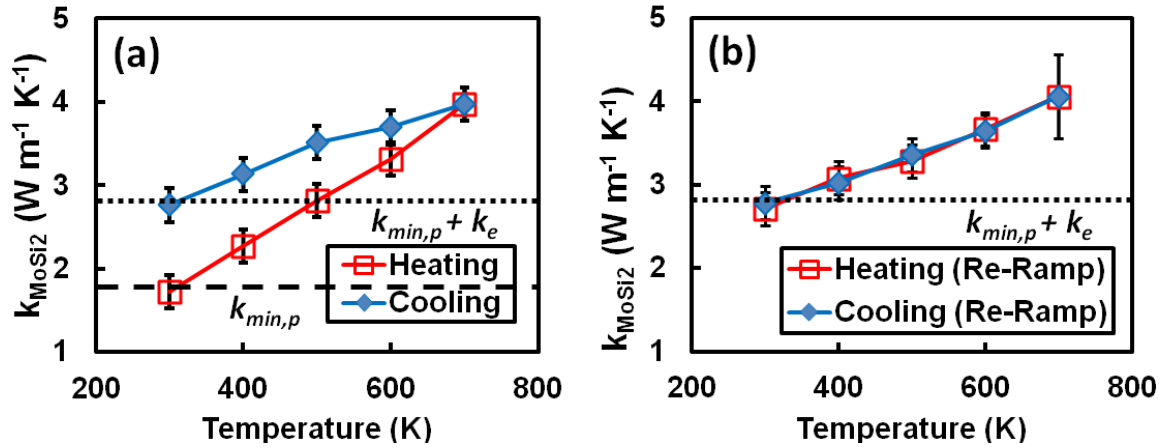 (a)
k_MoSi2 (W m⁻¹ K⁻¹)
5
4
3
2
1
k_min,p + k_e
Heating
Cooling
k_min,p
200
400
600
800
Temperature (K)
(b)
k_MoSi2 (W m⁻¹ K⁻¹)
5
4
3
2
1
k_min,p + k_e
Heating (Re-Ramp)
Cooling (Re-Ramp)
200
400
600
800
Temperature (K)